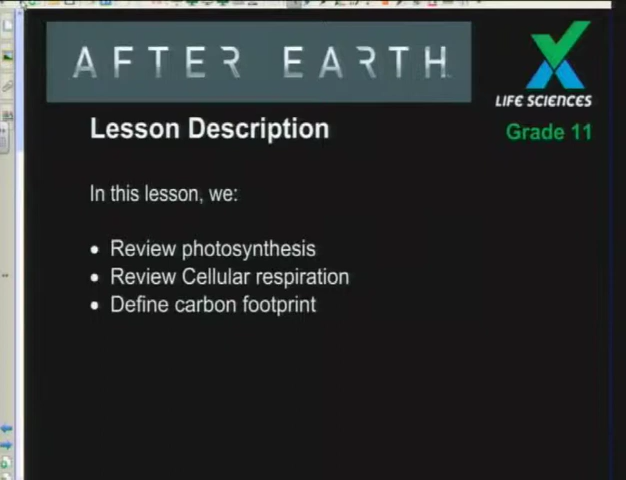 AFTER EARTH
LIFE SCIENCES
Lesson Description
Grade 11
In this lesson, we:
• Review photosynthesis
• Review Cellular respiration
• Define carbon footprint